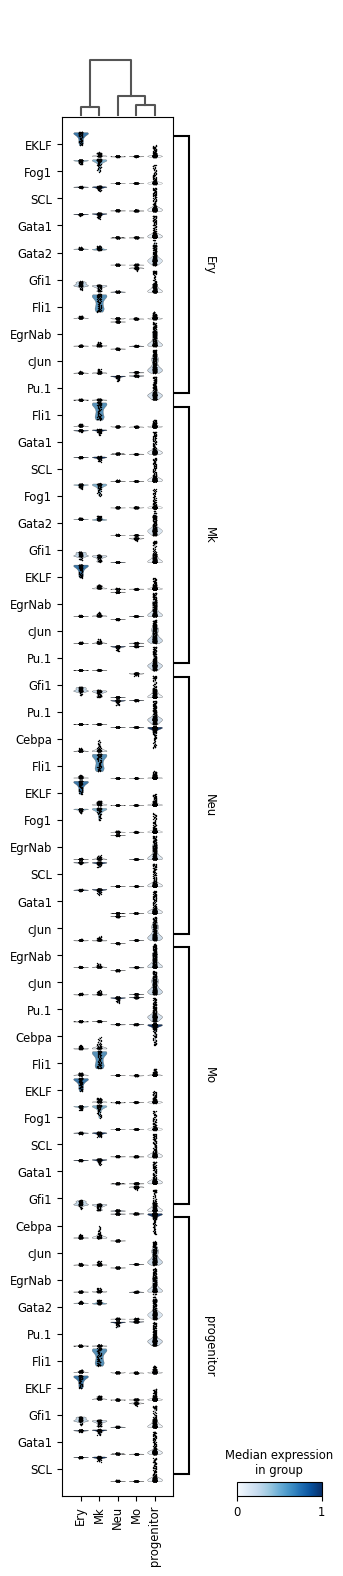 EKLF
Fog1
SCL
Gata1
Gata2
Gfi1
Fli1
EgrNab
cJun
Pu.1
Ery
Fli1
Gata1
SCL
Fog1
Gata2
Gfi1
EKLF
EgrNab
cJun
Pu.1
Mk
Gfi1
Pu.1
Cebpa
Fli1
EKLF
Fog1
EgrNab
SCL
Gata1
cJun
Neu
EgrNab
cJun
Pu.1
Cebpa
Fli1
EKLF
Fog1
SCL
Gata1
Gfi1
Mo
Cebpa
cJun
EgrNab
Gata2
Pu.1
Fli1
EKLF
Gfi1
Gata1
SCL
progenitor
Ery
Mk
Neu
Mo
progenitor
Median expression
in group
0 1